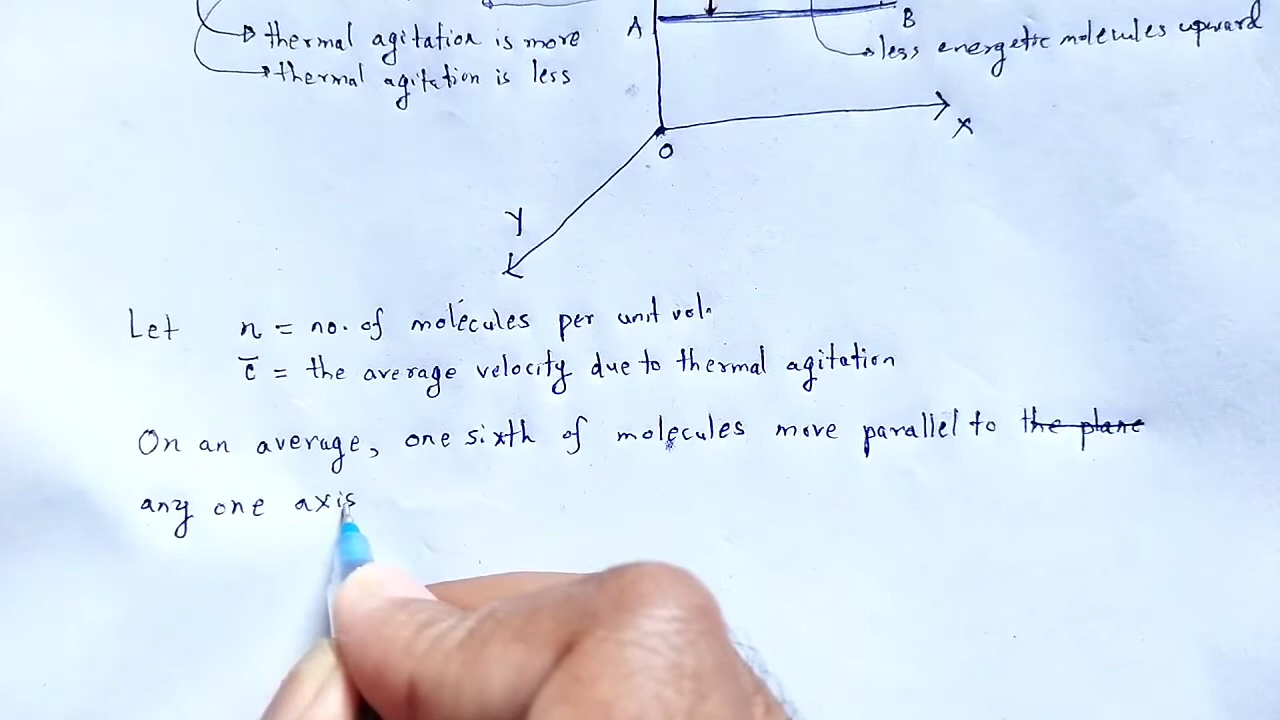 thermal agitation is more
thermal agitation is less
A
B
less energetic molecules upward
X
O
Y
Let n = no. of molecules per unit vol.
c̄ = the average velocity due to thermal agitation
On an average, one sixth of molecules move parallel to the plane
any one axis